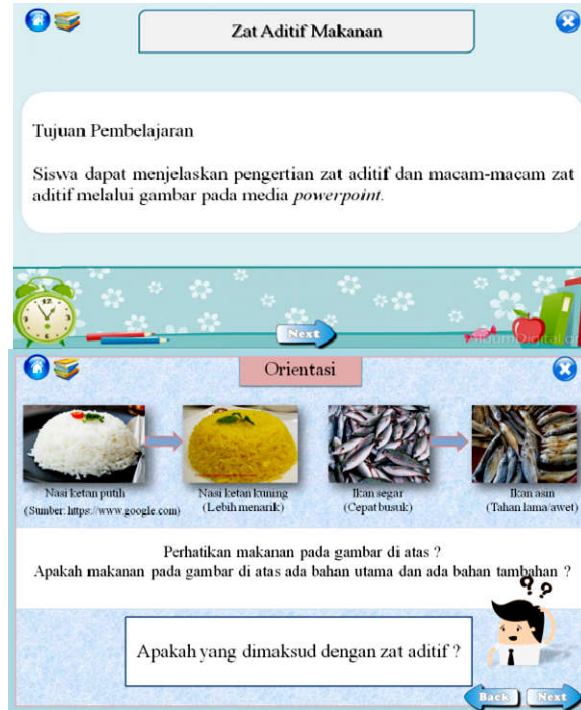 Zat Aditif Makanan
Tujuan Pembelajaran
Siswa dapat menjelaskan pengertian zat aditif dan macam-macam zat
aditif melalui gambar pada media powerpoint.
Next
Orientasi
Nasi ketan putih
(Sumber: https://www.google.com)
Nasi ketan kuning
(Lebih menarik)
Ikan segar
(Cepat busuk)
Ikan asin
(Tahan lama/awet)
Perhatikan makanan pada gambar di atas ?
Apakah makanan pada gambar di atas ada bahan utama dan ada bahan tambahan ?
??
Apakah yang dimaksud dengan zat aditif ?
Back
Next